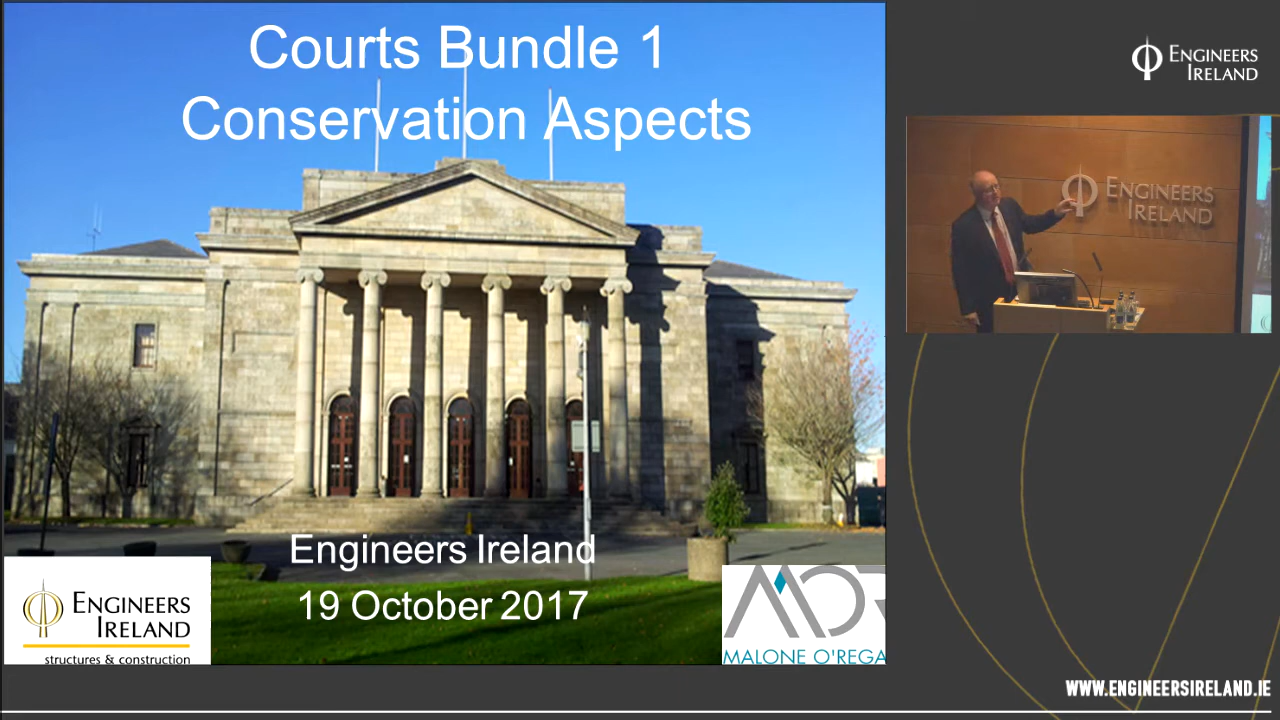 Courts Bundle 1
Conservation Aspects
Engineers Ireland
19 October 2017
ENGINEERS
IRELAND
structures & construction
MOR
MALONE O'REGA
ENGINEERS
IRELAND
ENGINEERS
IRELAND
WWW.ENGINEERSIRELAND.IE